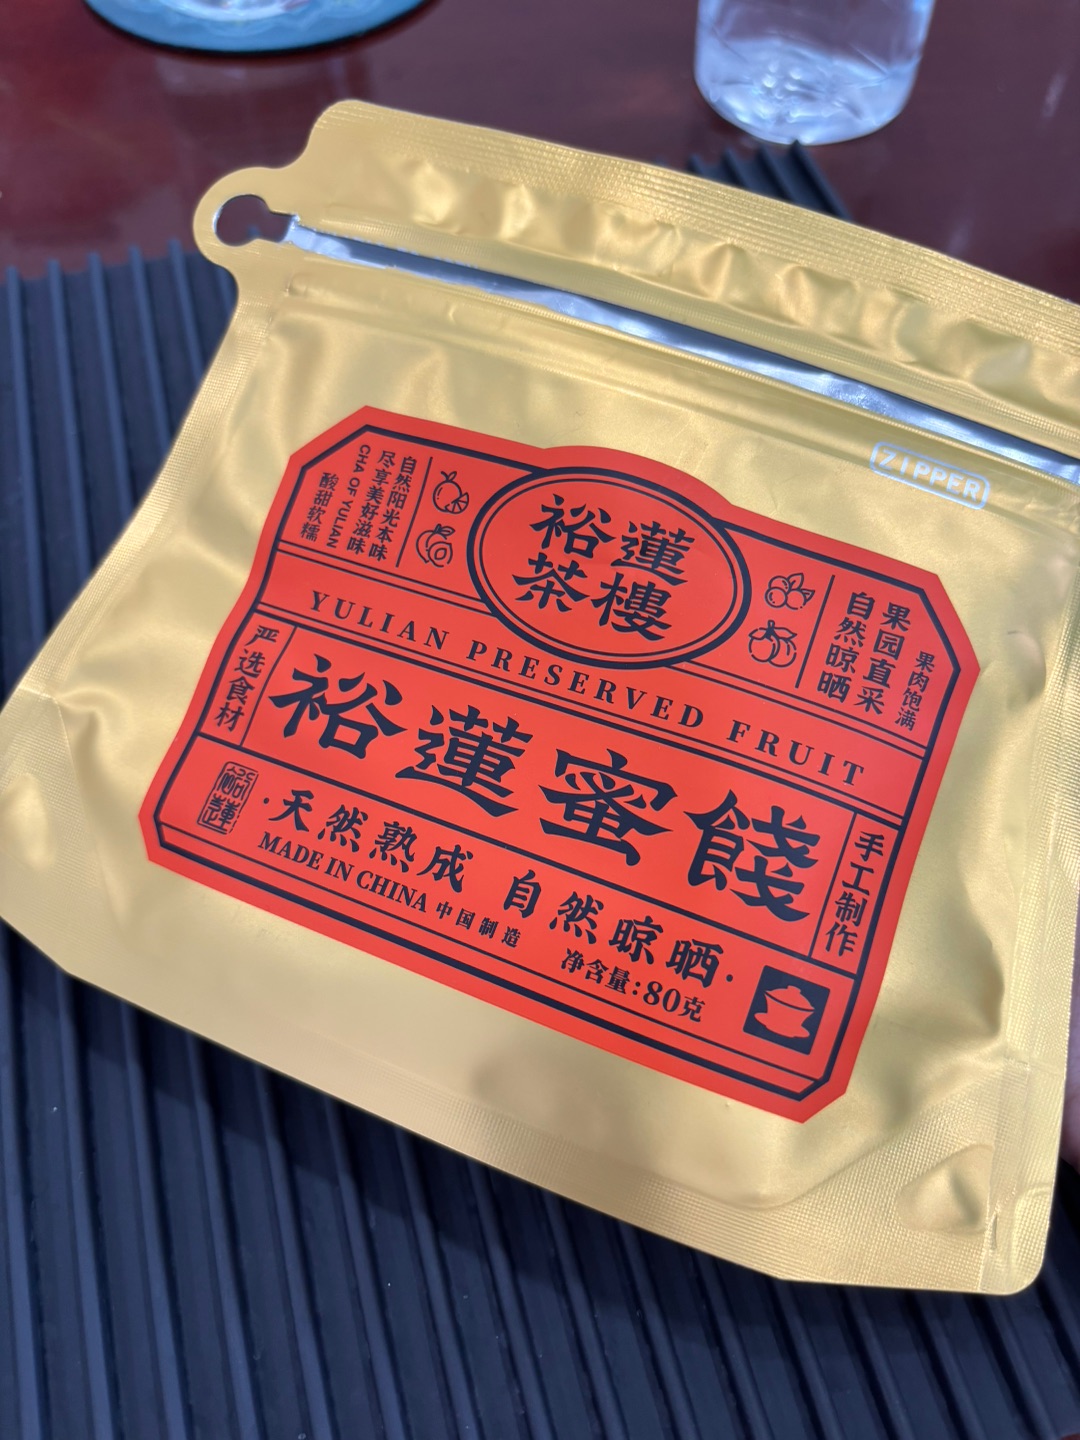 ZIPPER
自然阳光本味
尽享美好滋味
CHA OF YULIAN
酸甜软糯
裕蓮
茶樓
果园直采
自然晾晒
果肉饱满
YULIAN PRESERVED FRUIT
严选食材
裕蓮蜜餞
手工制作
裕蓮
·天然熟成 自然晾晒·
MADE IN CHINA 中国制造
净含量:80克